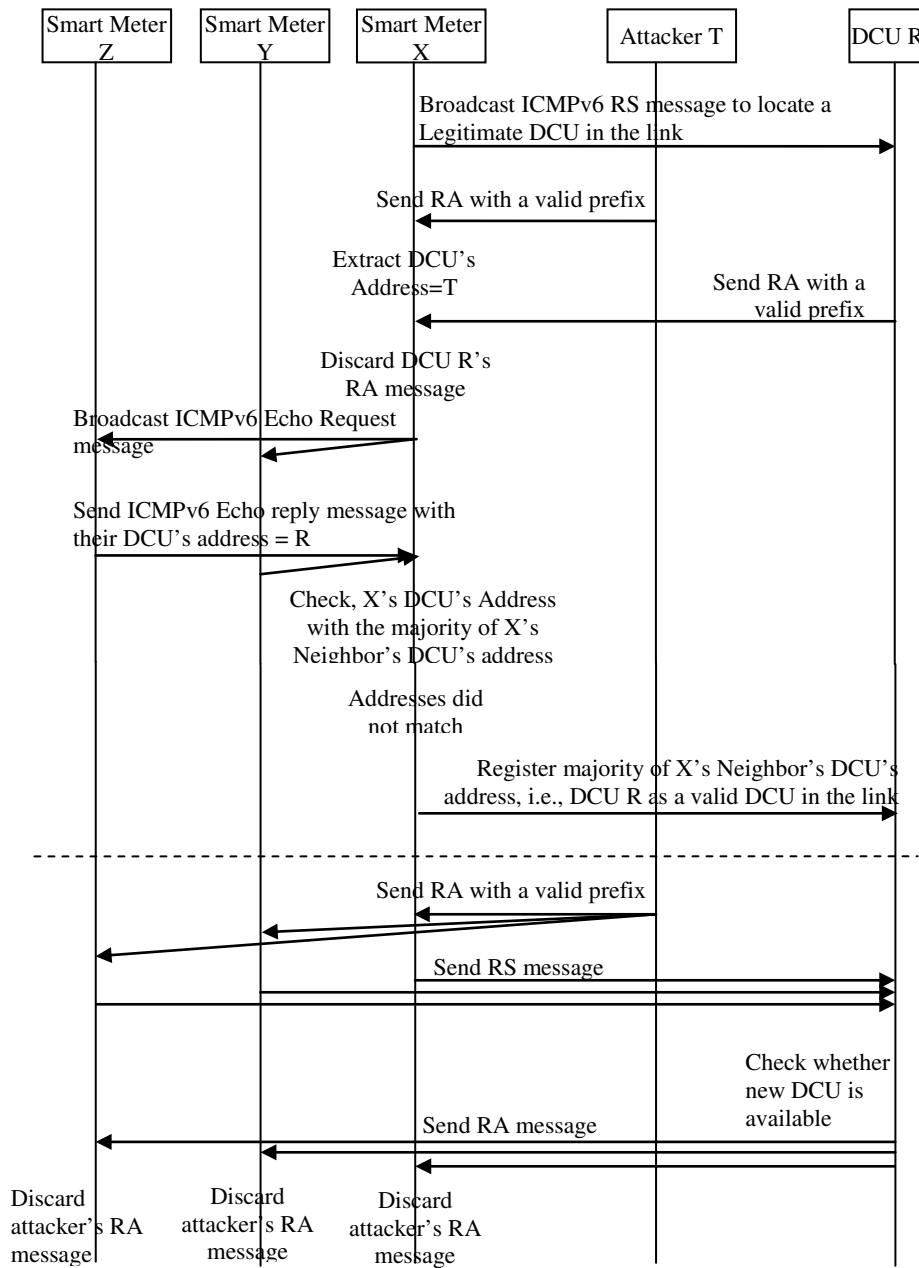 Smart Meter
Z
Smart Meter
Y
Smart Meter
X
Attacker T
DCU R
Broadcast ICMPv6 RS message to locate a
Legitimate DCU in the link
Send RA with a valid prefix
Extract DCU's
Address=T
Send RA with a
valid prefix
Discard DCU R's
RA message
Broadcast ICMPv6 Echo Request
message
Send ICMPv6 Echo reply message with
their DCU's address = R
Check, X's DCU's Address
with the majority of X's
Neighbor's DCU's address
Addresses did
not match
Register majority of X's Neighbor's DCU's
address, i.e., DCU R as a valid DCU in the link
Send RA with a valid prefix
Send RS message
Check whether
new DCU is
available
Send RA message
Discard
attacker's RA
message
Discard
attacker's RA
message
Discard
attacker's RA
message